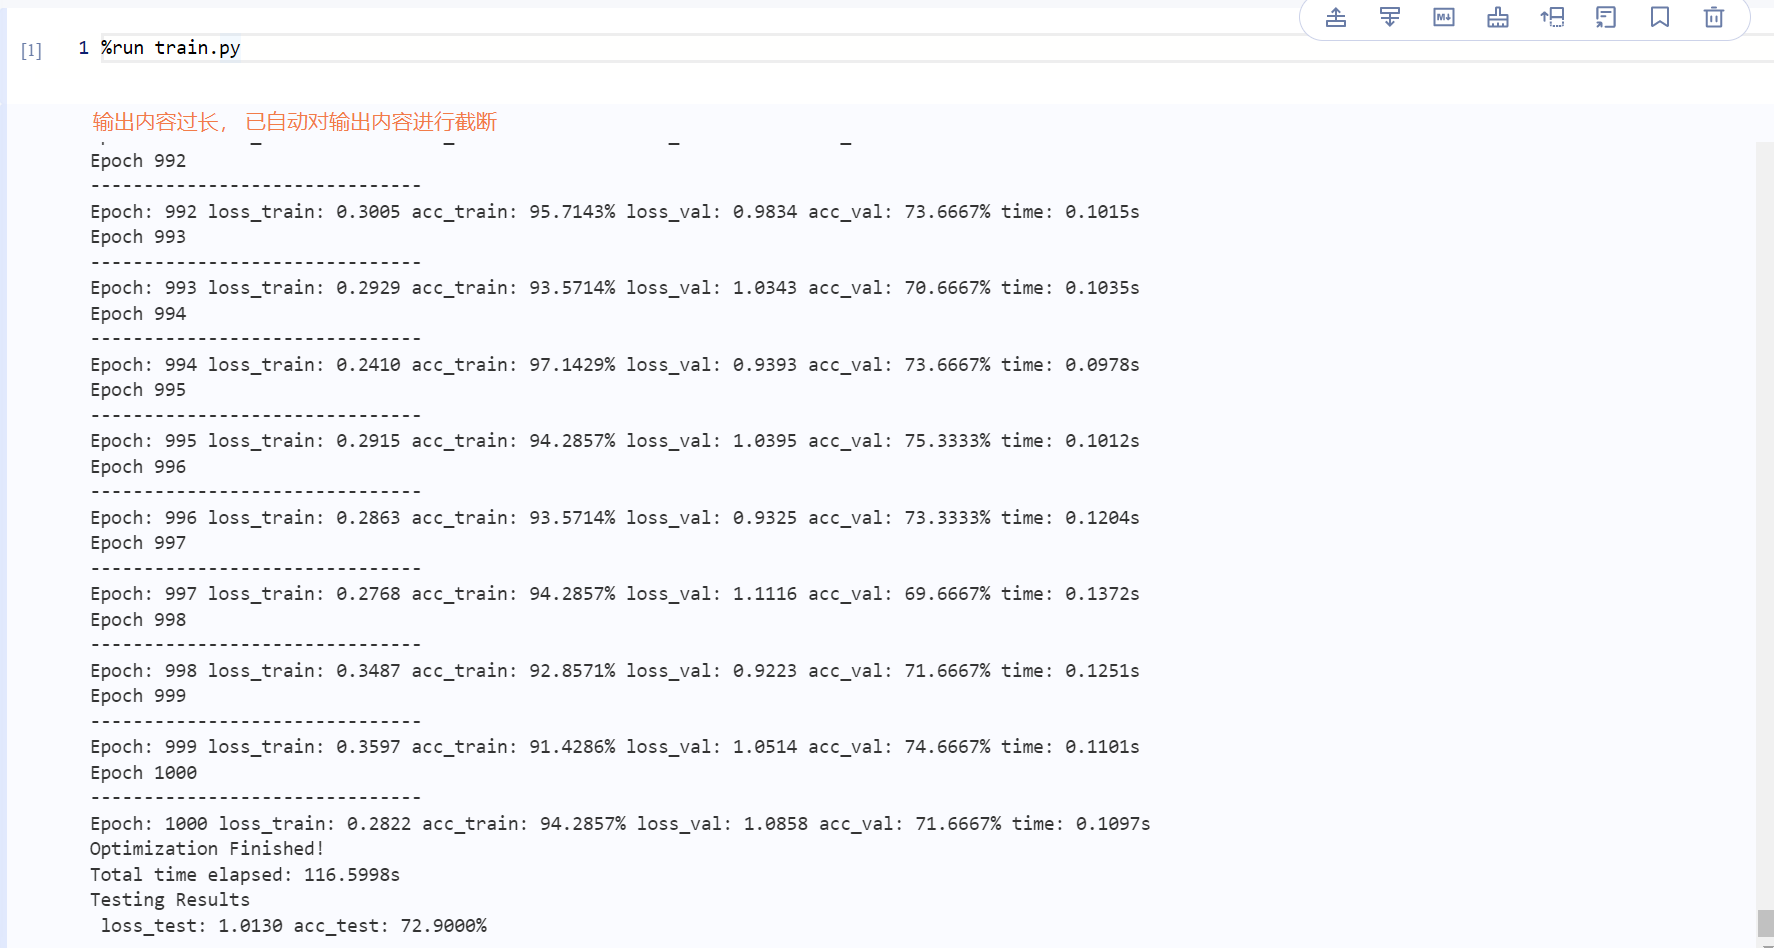 [1] 1 %run train.py
输出内容过长， 已自动对输出内容进行截断
Epoch 992
-------------------------------
Epoch: 992 loss_train: 0.3005 acc_train: 95.7143% loss_val: 0.9834 acc_val: 73.6667% time: 0.1015s
Epoch 993
-------------------------------
Epoch: 993 loss_train: 0.2929 acc_train: 93.5714% loss_val: 1.0343 acc_val: 70.6667% time: 0.1035s
Epoch 994
-------------------------------
Epoch: 994 loss_train: 0.2410 acc_train: 97.1429% loss_val: 0.9393 acc_val: 73.6667% time: 0.0978s
Epoch 995
-------------------------------
Epoch: 995 loss_train: 0.2915 acc_train: 94.2857% loss_val: 1.0395 acc_val: 75.3333% time: 0.1012s
Epoch 996
-------------------------------
Epoch: 996 loss_train: 0.2863 acc_train: 93.5714% loss_val: 0.9325 acc_val: 73.3333% time: 0.1204s
Epoch 997
-------------------------------
Epoch: 997 loss_train: 0.2768 acc_train: 94.2857% loss_val: 1.1116 acc_val: 69.6667% time: 0.1372s
Epoch 998
-------------------------------
Epoch: 998 loss_train: 0.3487 acc_train: 92.8571% loss_val: 0.9223 acc_val: 71.6667% time: 0.1251s
Epoch 999
-------------------------------
Epoch: 999 loss_train: 0.3597 acc_train: 91.4286% loss_val: 1.0514 acc_val: 74.6667% time: 0.1101s
Epoch 1000
-------------------------------
Epoch: 1000 loss_train: 0.2822 acc_train: 94.2857% loss_val: 1.0858 acc_val: 71.6667% time: 0.1097s
Optimization Finished!
Total time elapsed: 116.5998s
Testing Results
 loss_test: 1.0130 acc_test: 72.9000%